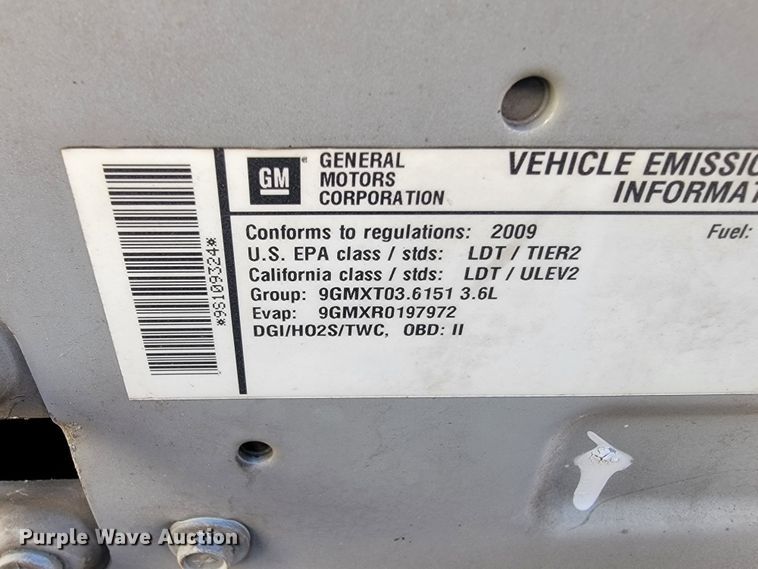 GM
GENERAL
MOTORS
CORPORATION
VEHICLE EMISSIO
INFORMAT
Conforms to regulations: 2009 Fuel:
U.S. EPA class / stds: LDT / TIER2
California class / stds: LDT / ULEV2
Group: 9GMXT03.6151 3.6L
Evap: 9GMXR0197972
DGI/HO2S/TWC, OBD: II
*9S109324*
Purple Wave Auction